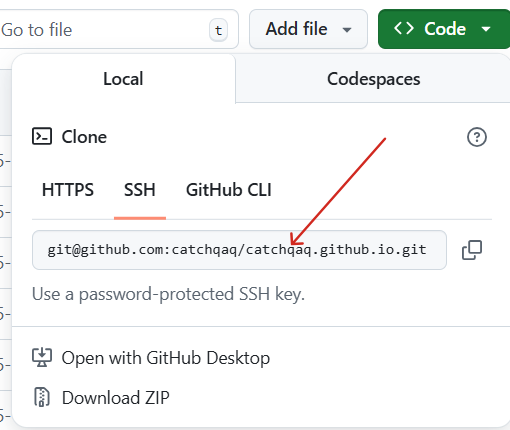 Go to file
t
Add file
Code
Local
Codespaces
Clone
HTTPS
SSH
GitHub CLI
git@github.com:catchqaq/catchqaq.github.io.git
Use a password-protected SSH key.
Open with GitHub Desktop
Download ZIP